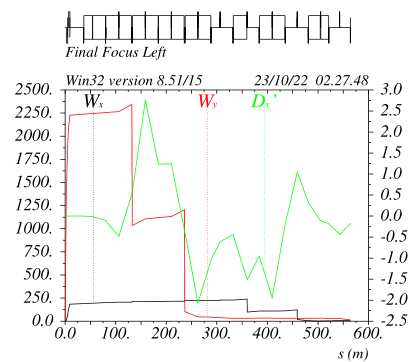 Final Focus Left
Win32 version 8.51/15 23/10/22 02.27.48
2500. 3.0
2250. 2.5
2000. 2.0
1750. 1.5
1500. 1.0
1250. 0.5
1000. 0.0
750. -0.5
500. -1.0
250. -1.5
0.0 -2.0
-2.5
Wx Wy Dx'
0.0 100. 200. 300. 400. 500. 600.
s (m)